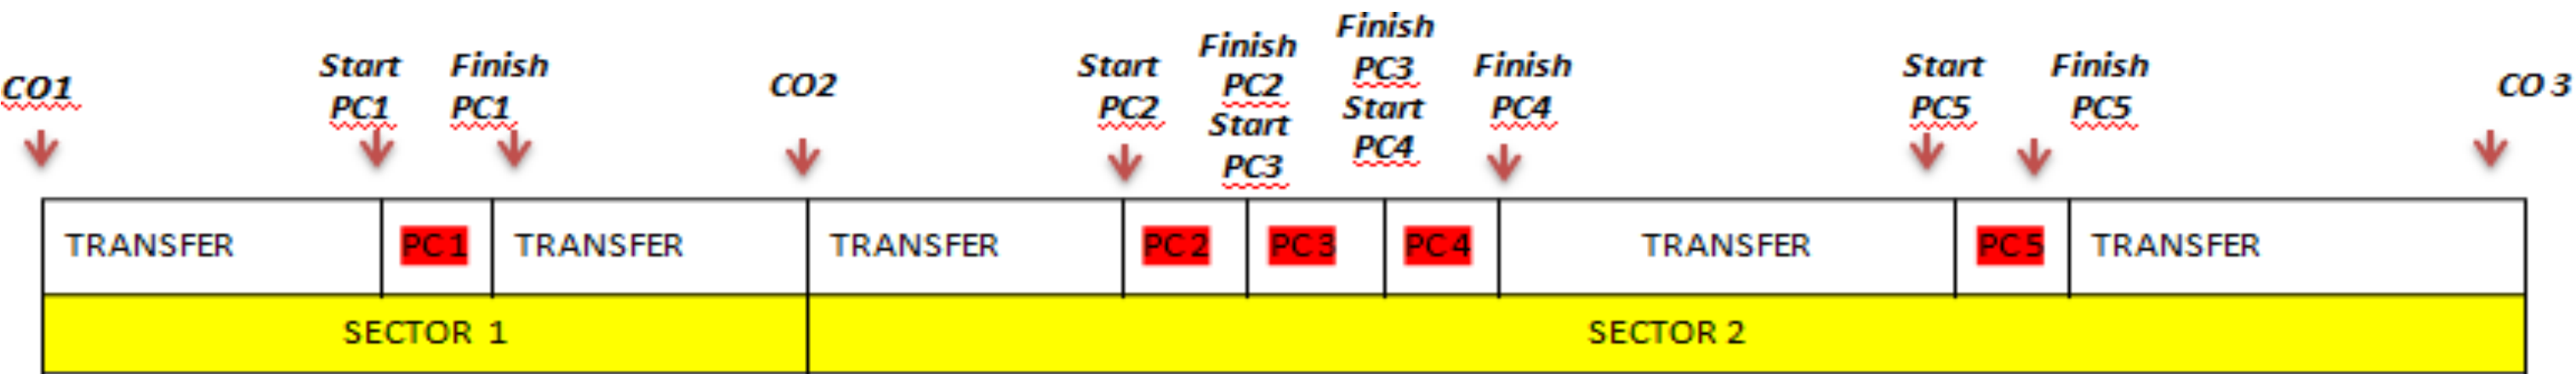 CO1
Start
PC1
Finish
PC1
CO2
Start
PC2
Finish
PC2
Start
PC3
Finish
PC3
Start
PC4
Finish
PC4
Start
PC5
Finish
PC5
CO 3
TRANSFER PC1 TRANSFER TRANSFER PC2 PC3 PC4 TRANSFER PC5 TRANSFER
SECTOR 1 SECTOR 2